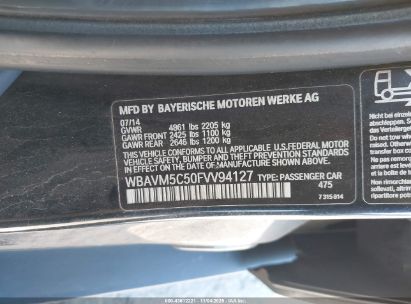 MFD BY BAYERISCHE MOTOREN WERKE AG
07/14
GVWR 4861 lbs 2205 kg
GAWR FRONT 2425 lbs 1100 kg
GAWR REAR 2646 lbs 1200 kg
THIS VEHICLE CONFORMS TO ALL APPLICABLE U.S.FEDERAL MOTOR
VEHICLE SAFETY, BUMPER, AND THEFT PREVENTION STANDARDS IN
EFFECT ON THE DATE OF MANUFACTURE SHOWN ABOVE.
WBAVM5C50FVV94127 TYPE: PASSENGER CAR
475
7 315 014